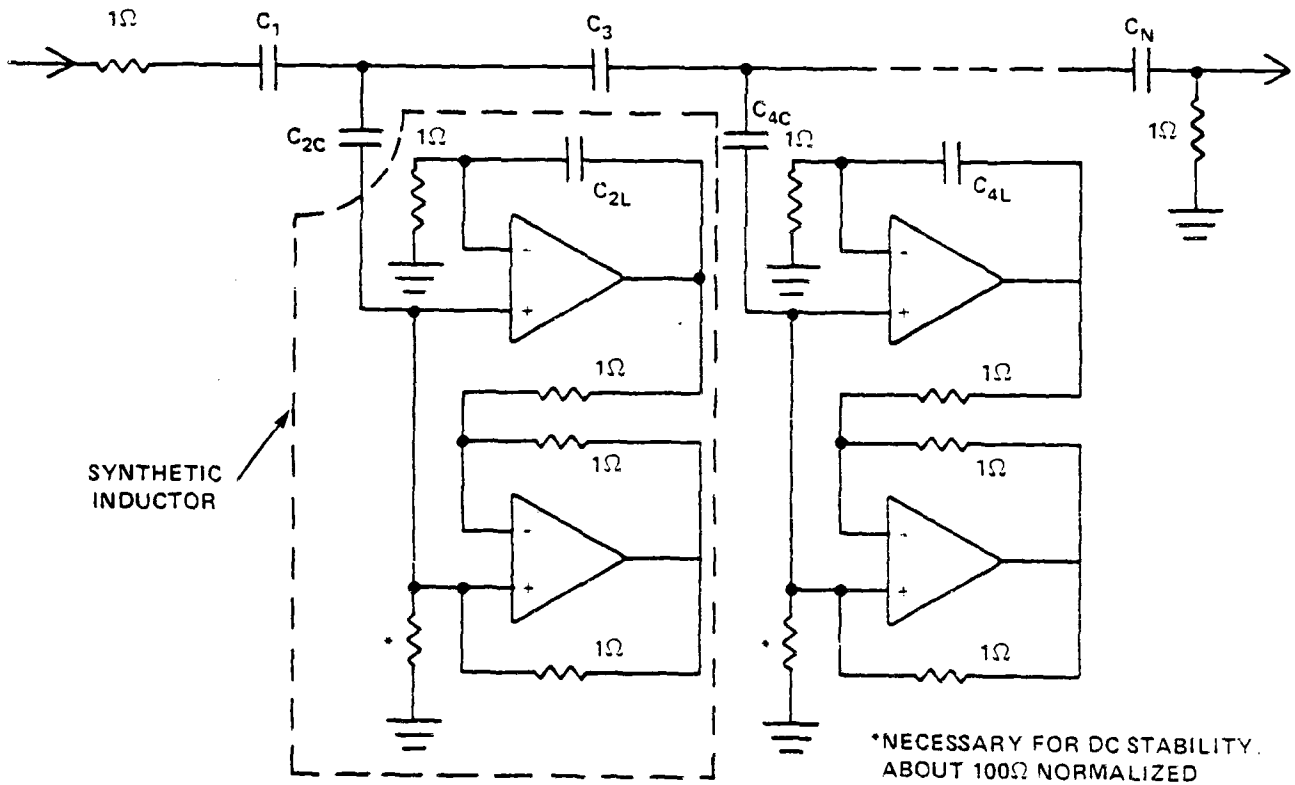 1Ω
C1
C3
CN
C2C
1Ω
C2L
C4C
1Ω
C4L
1Ω
-
+
-
+
1Ω
1Ω
1Ω
1Ω
SYNTHETIC
INDUCTOR
-
+
-
+
*
1Ω
*
1Ω
*NECESSARY FOR DC STABILITY.
ABOUT 100Ω NORMALIZED